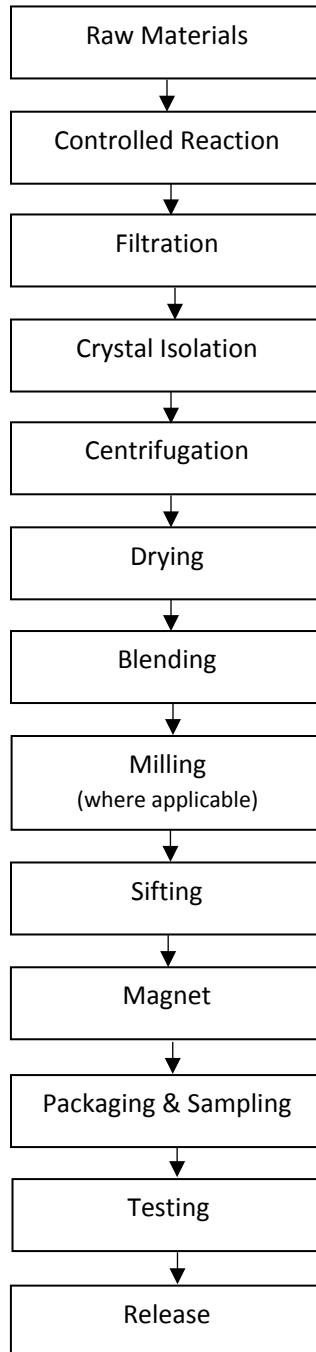 Raw Materials
Controlled Reaction
Filtration
Crystal Isolation
Centrifugation
Drying
Blending
Milling
(where applicable)
Sifting
Magnet
Packaging & Sampling
Testing
Release